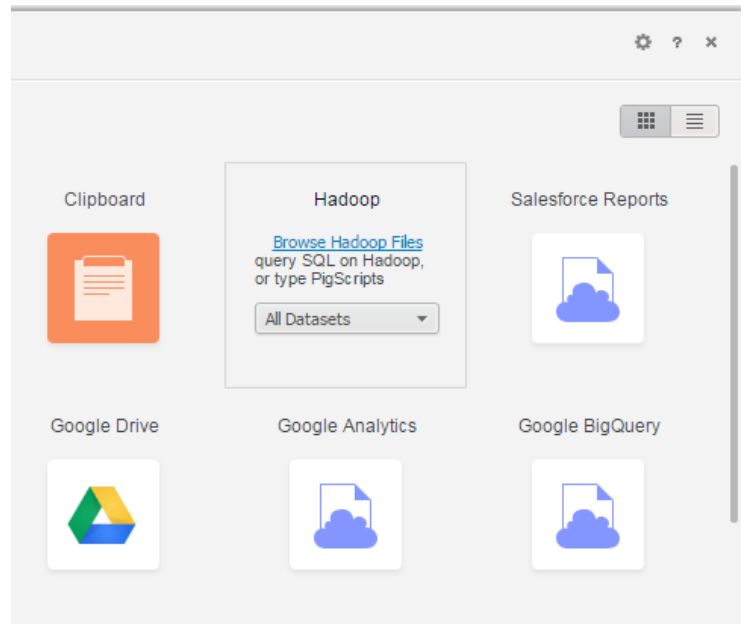 ?
Clipboard
Hadoop
Salesforce Reports
Browse Hadoop Files
query SQL on Hadoop,
or type PigScripts
All Datasets
Google Drive
Google Analytics
Google BigQuery